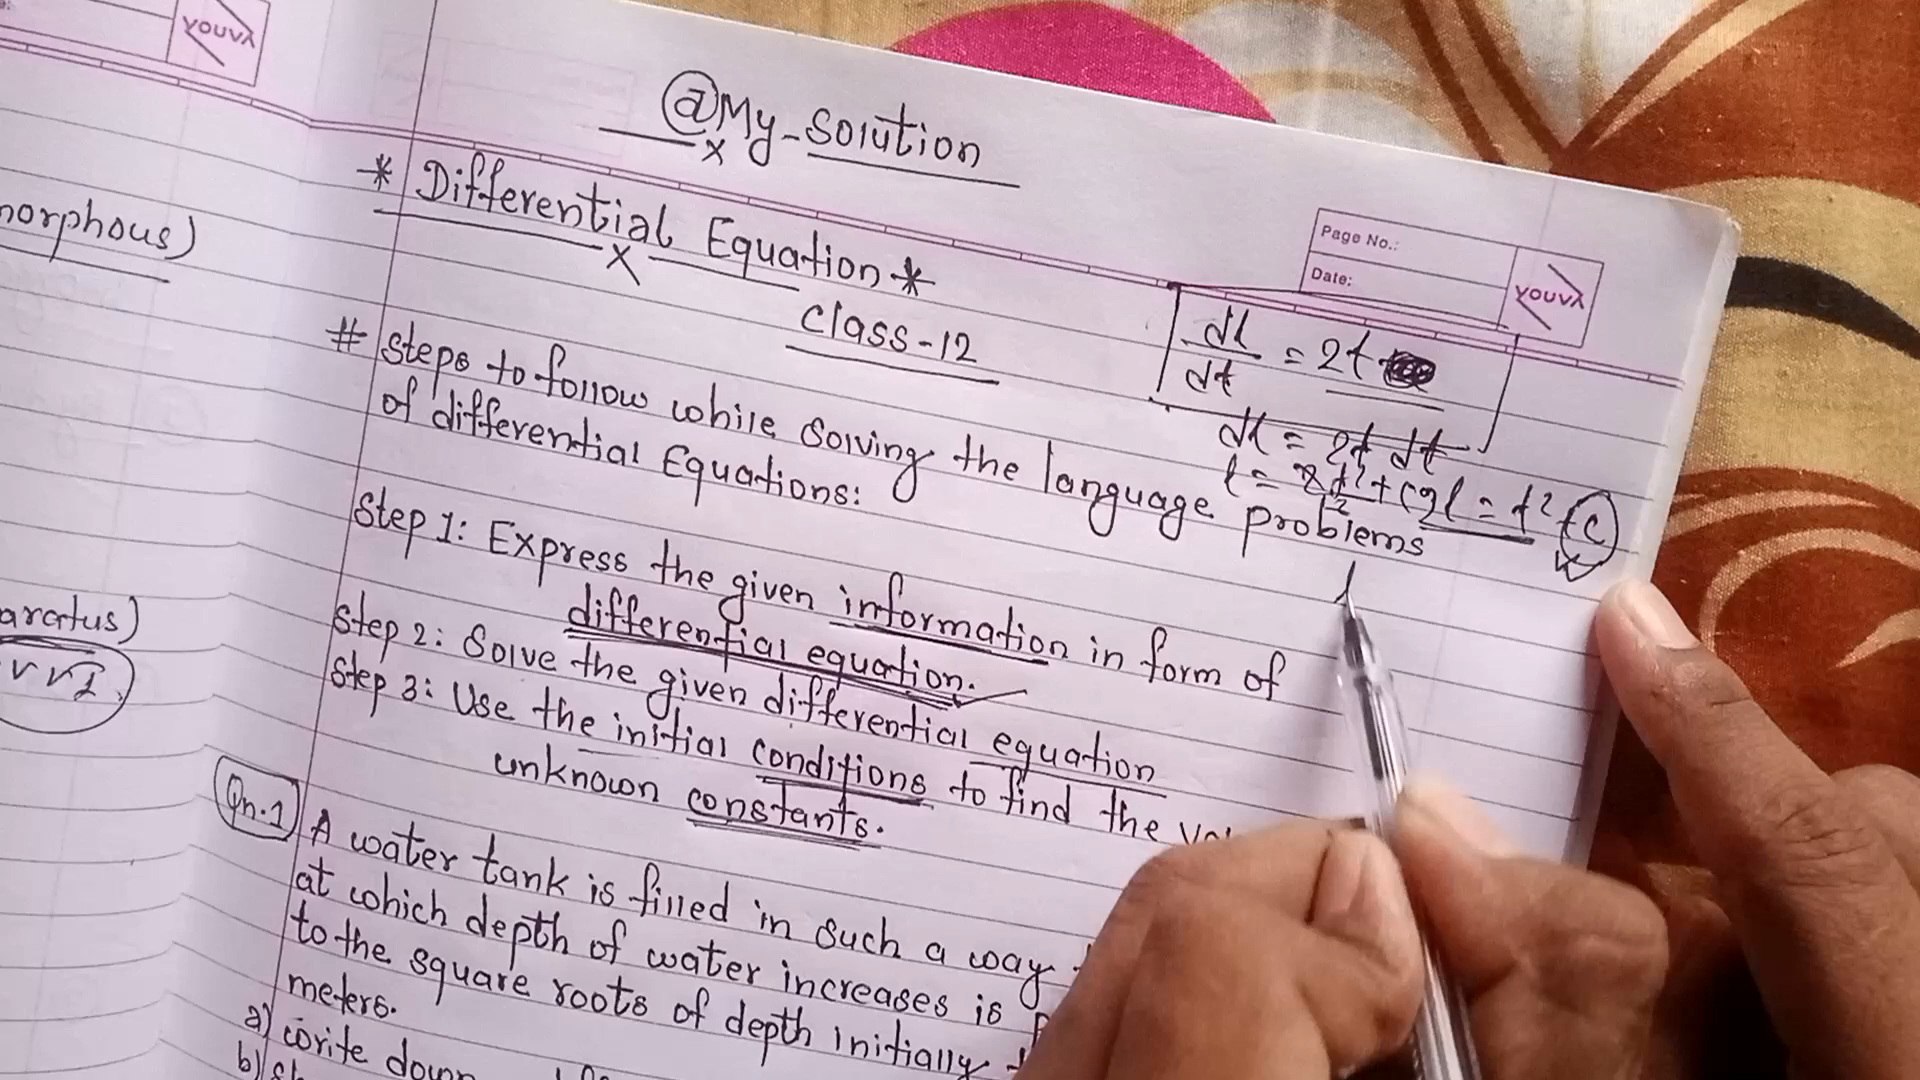 YOUVA
@My-Solution
* Differential Equation *
class-12
Page No.:
Date:
YOUVA
dl/dt = 2t
dl = 2t dt
l = 2t²/2 + c
l = t² + c
# steps to follow while solving the language problems
of differential Equations:
Step 1: Express the given information in form of
differential equation.
Step 2: Solve the given differential equation
Step 3: Use the initial conditions to find the
unknown constants.
Qn.1 A water tank is filled in such a way
at which depth of water increases is
to the square roots of depth initially
meters.
a) write down
b)
norphous)
aratus)